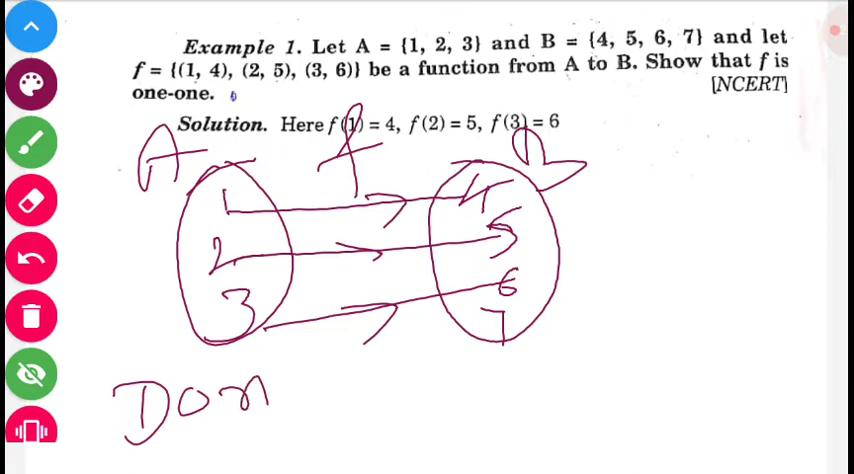 Example 1. Let A = {1, 2, 3} and B = {4, 5, 6, 7} and let
f = {(1, 4), (2, 5), (3, 6)} be a function from A to B. Show that f is
one-one.
[NCERT]
Solution. Here f (1) = 4, f (2) = 5, f (3) = 6
A f B
1 4
2 5
3 6
7
Dom